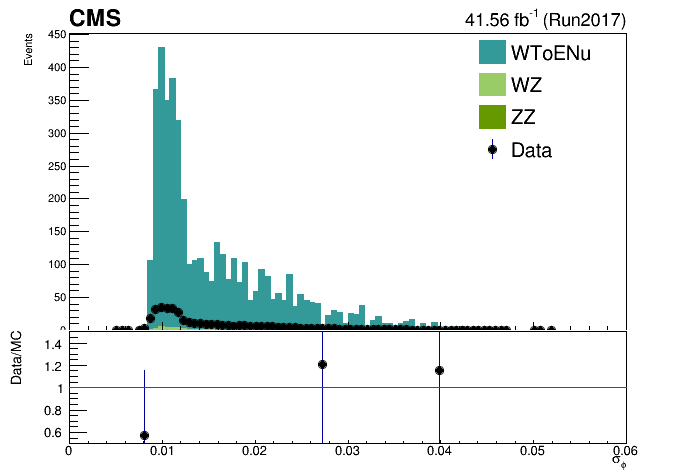 CMS
41.56 fb-1 (Run2017)
Events
450
400
350
300
250
200
150
100
50
0
WToENu
WZ
ZZ
Data
Data/MC
1.4
1.2
1
0.8
0.6
0 0.01 0.02 0.03 0.04 0.05 0.06
σϕ